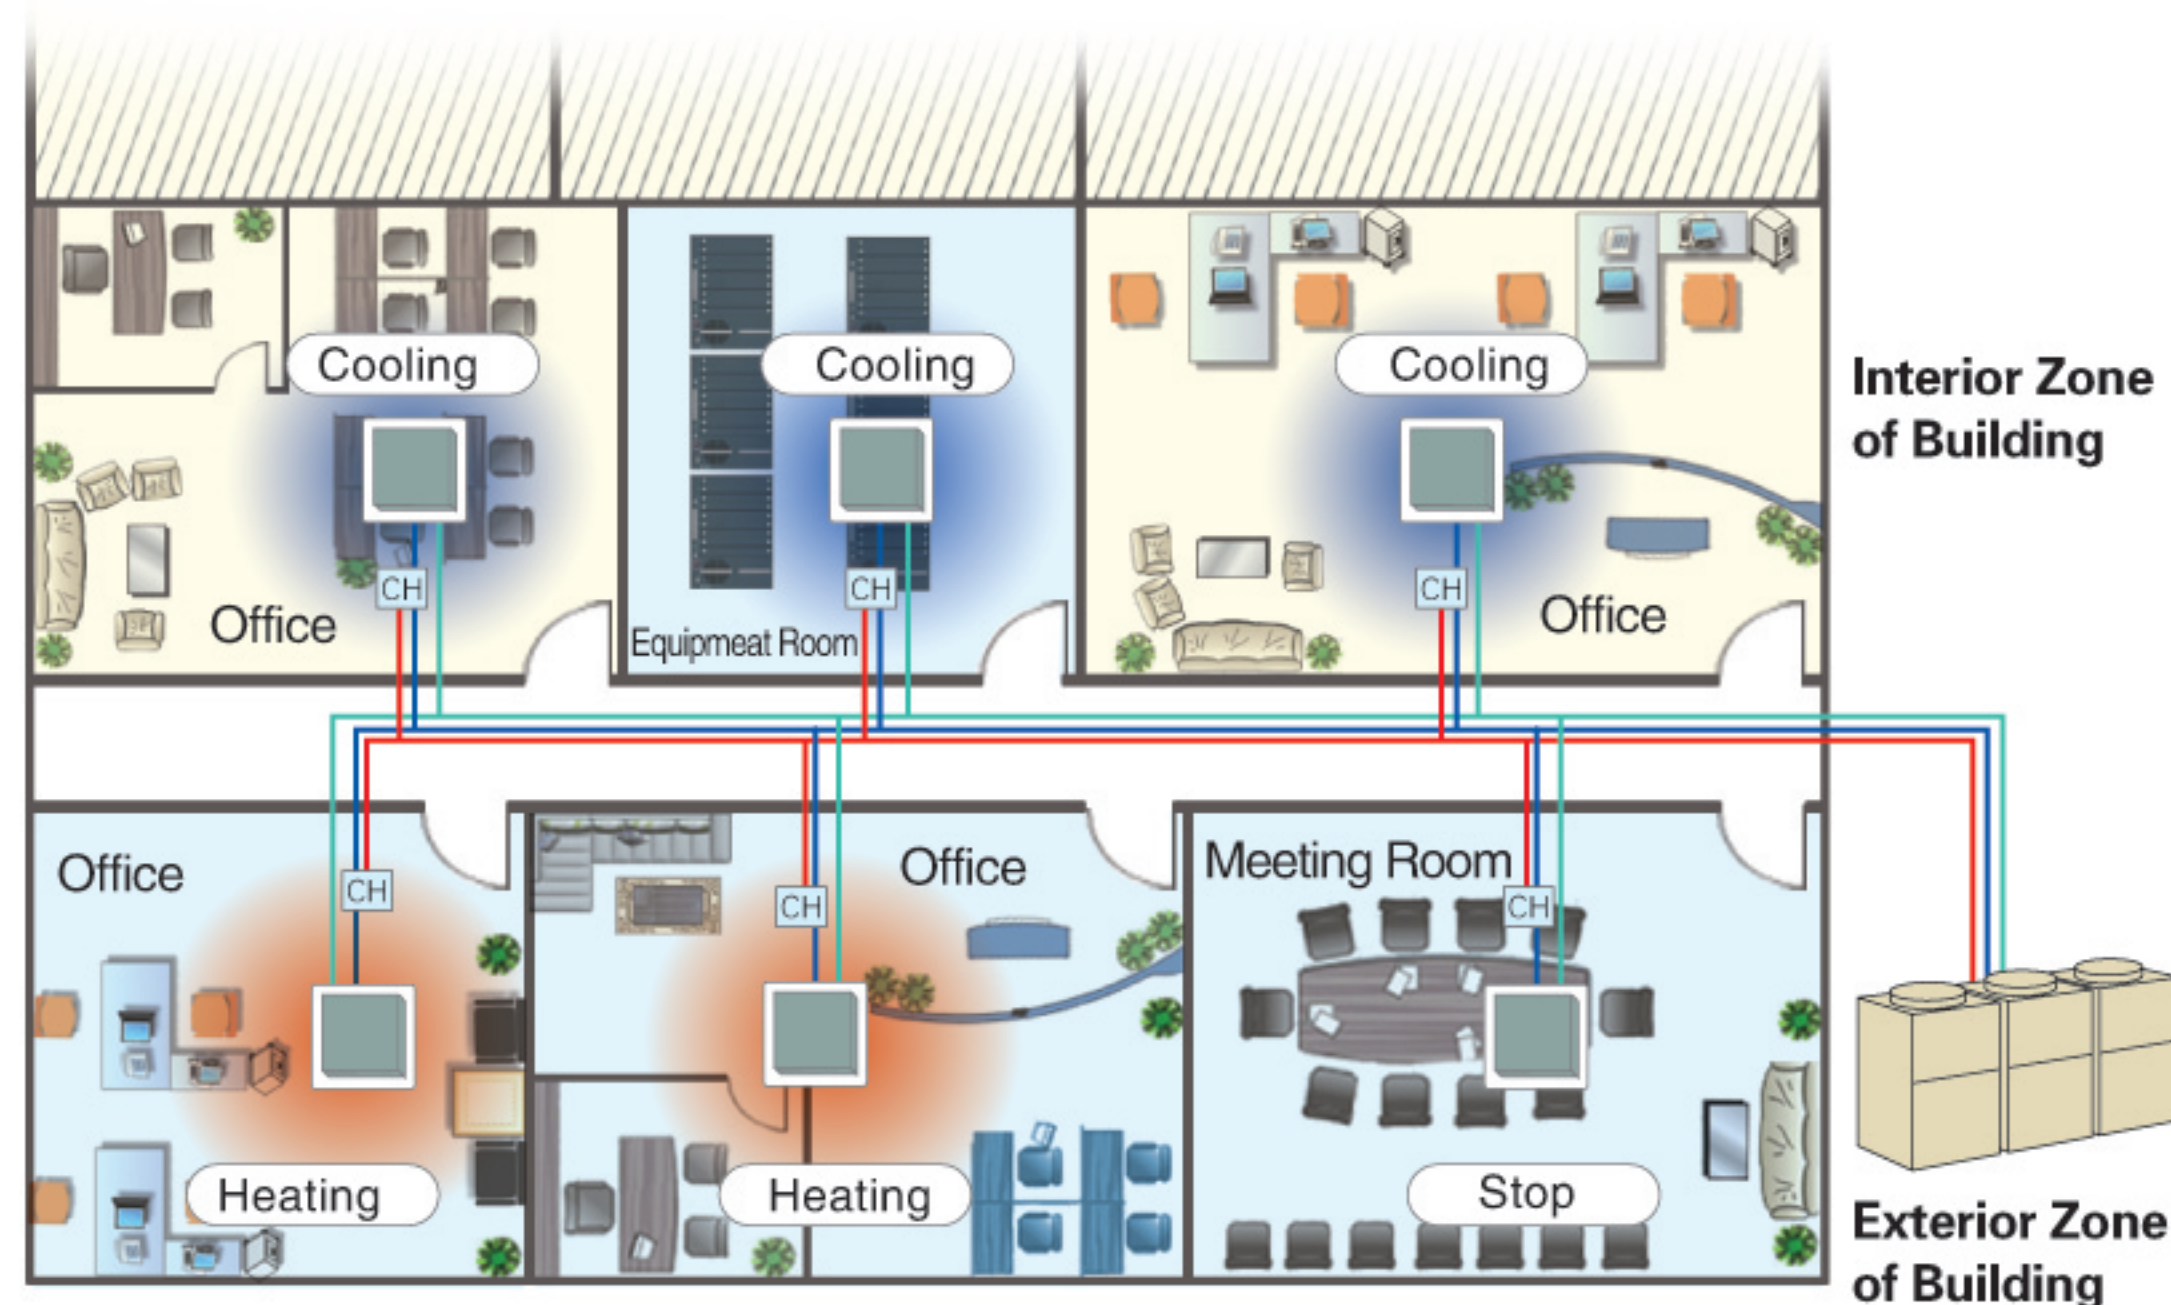 Cooling
Cooling
Cooling
Interior Zone
of Building
CH
CH
CH
Office
Equipmeat Room
Office
Office
Office
Meeting Room
CH
CH
CH
Heating
Heating
Stop
Exterior Zone
of Building